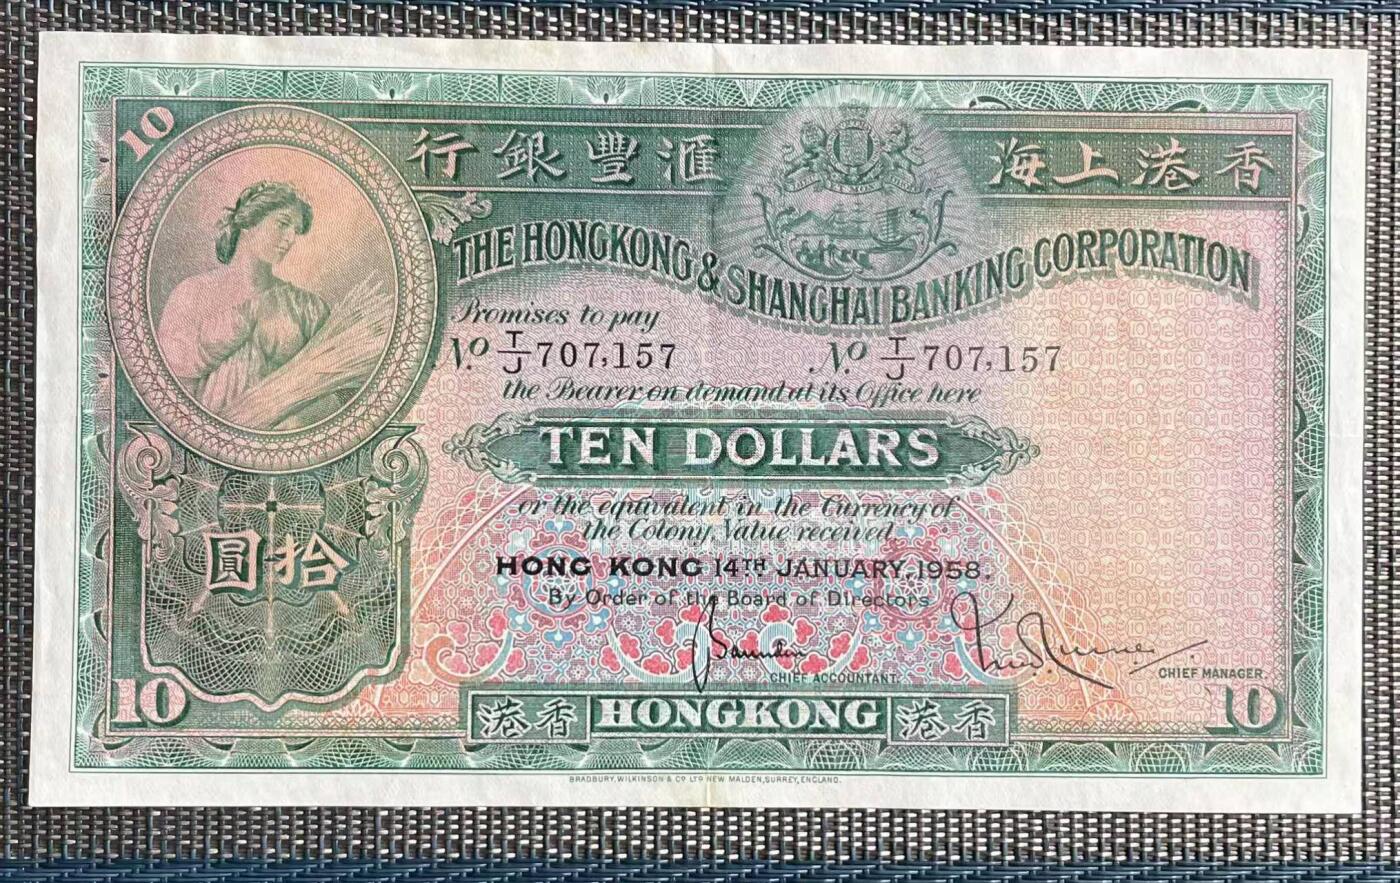 10
行銀豐滙 海上港香
THE HONGKONG & SHANGHAI BANKING CORPORATION
Promises to pay
No. T/J 707,157 No. T/J 707,157
the Bearer on demand at its Office here
TEN DOLLARS
or the equivalent in the Currency of
the Colony, Value received.
圓拾
HONG KONG 14TH JANUARY, 1958.
By Order of the Board of Directors
CHIEF ACCOUNTANT.
CHIEF MANAGER.
10 港香 HONGKONG 港香 10
BRADBURY, WILKINSON & Co. LTD. NEW MALDEN, SURREY, ENGLAND.